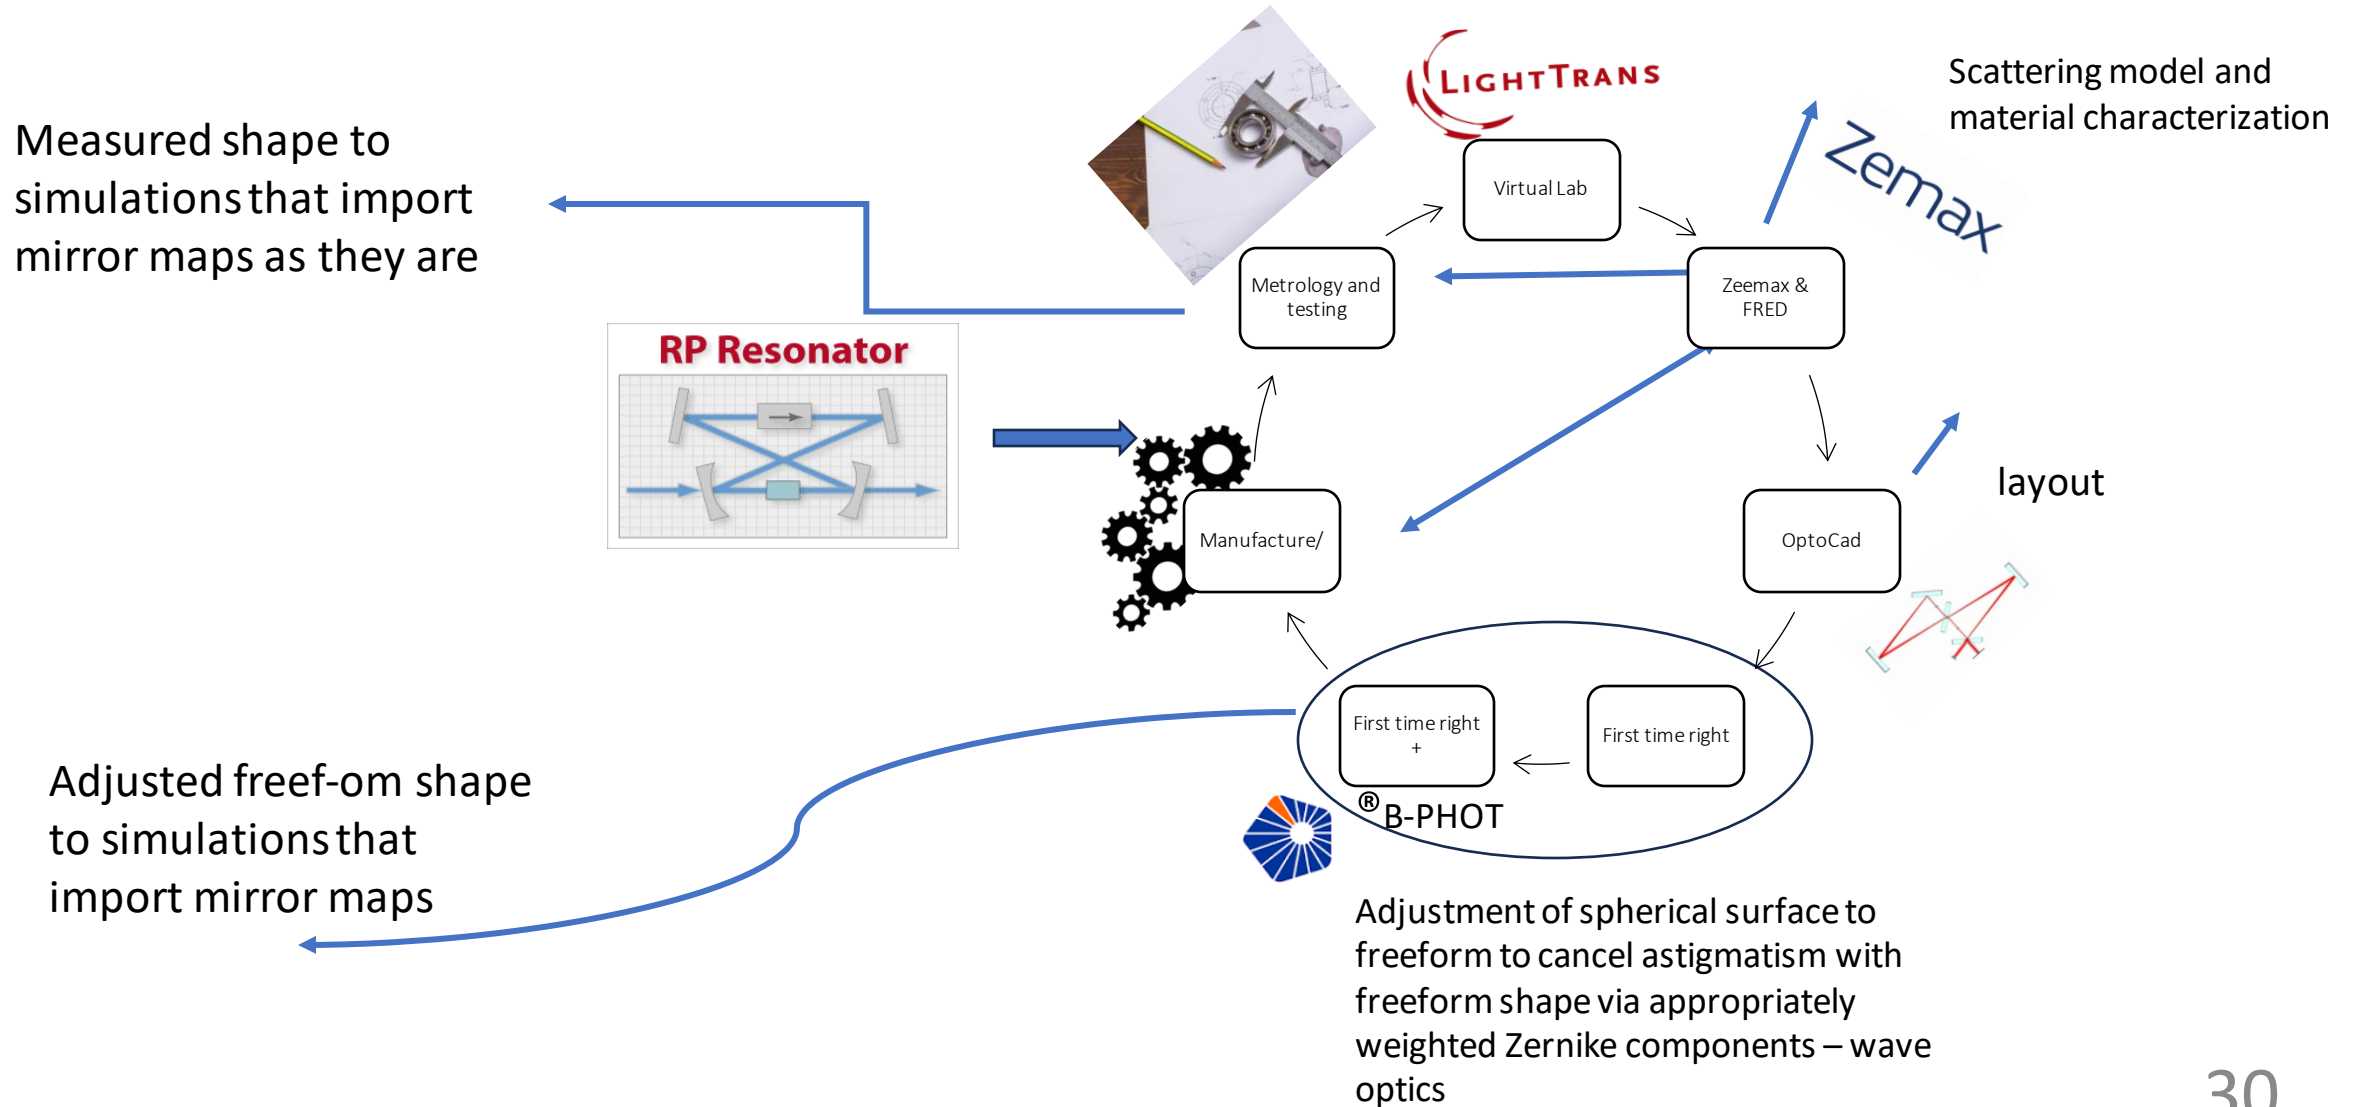 Measured shape to
simulations that import
mirror maps as they are
LIGHTTRANS
Virtual Lab
Scattering model and
material characterization
Zemax
Metrology and
testing
Zeemax &
FRED
RP Resonator
Manufacture/
OptoCad
layout
First time right
+
First time right
®
B-PHOT
Adjusted freef-om shape
to simulations that
import mirror maps
Adjustment of spherical surface to
freeform to cancel astigmatism with
freeform shape via appropriately
weighted Zernike components – wave
optics
30